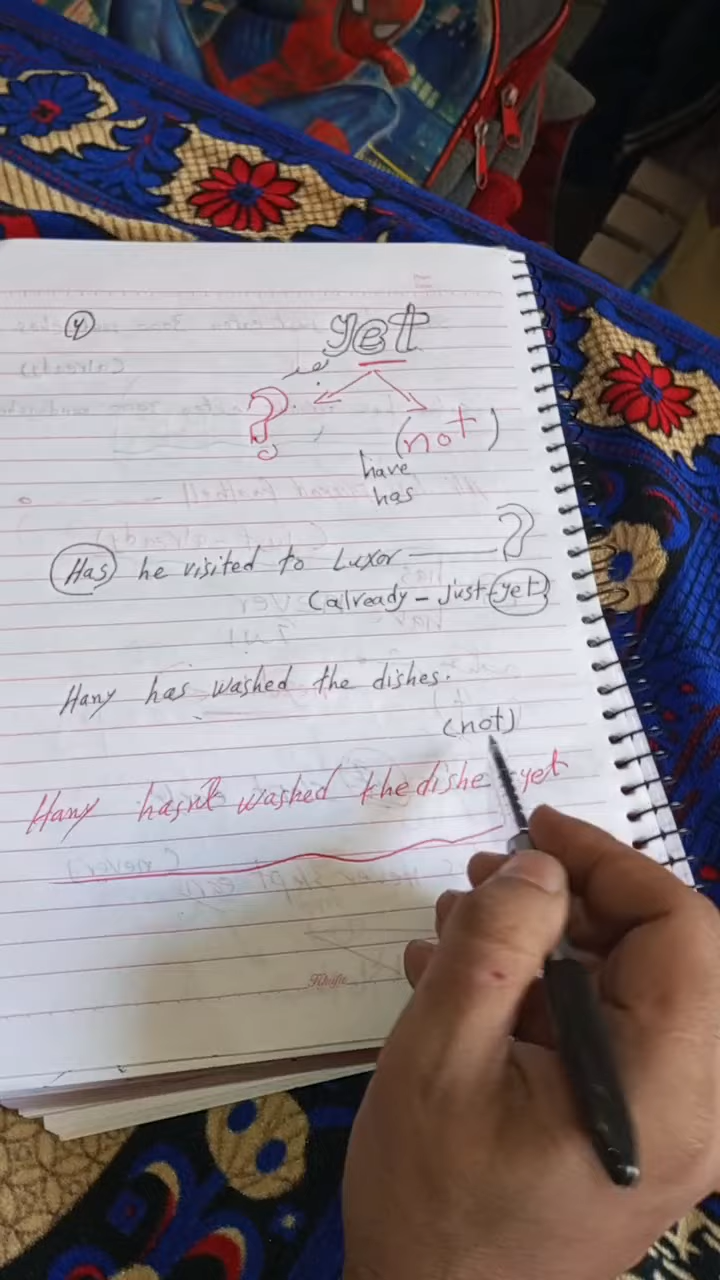 4
yet
?
(not)
have
has
Has he visited to Luxor ?
(already - just - yet)
Hany has washed the dishes.
(not)
Hany hasn't washed the dishe yet